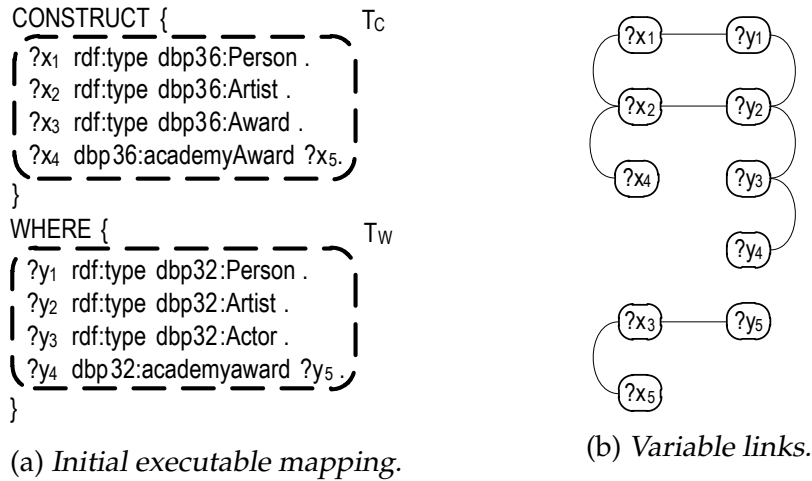 CONSTRUCT { T_C
?x₁ rdf:type dbp36:Person .
?x₂ rdf:type dbp36:Artist .
?x₃ rdf:type dbp36:Award .
?x₄ dbp36:academyAward ?x₅.
}
WHERE { T_W
?y₁ rdf:type dbp32:Person .
?y₂ rdf:type dbp32:Artist .
?y₃ rdf:type dbp32:Actor .
?y₄ dbp32:academyaward ?y₅ .
}
(a) Initial executable mapping.
?x₁ ?y₁
?x₂ ?y₂
?x₄ ?y₃
?y₄
?x₃ ?y₅
?x₅
(b) Variable links.